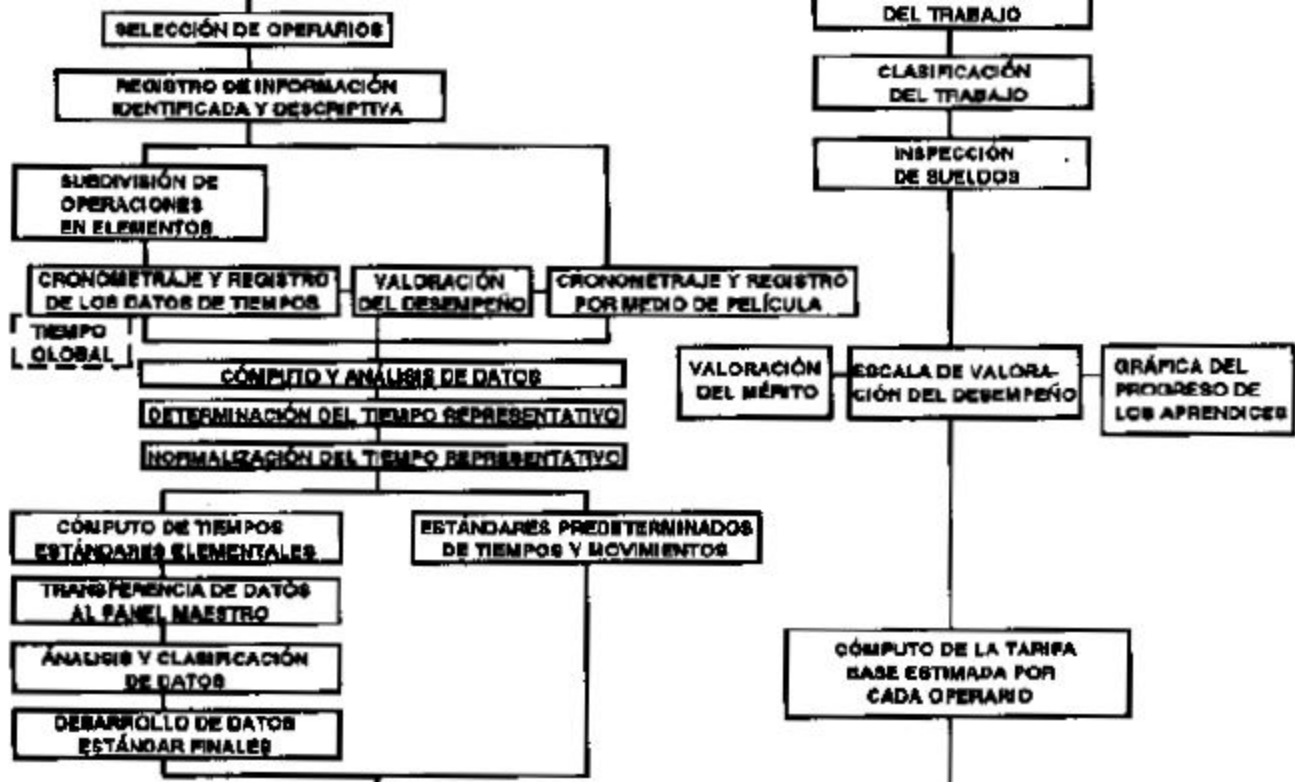 SELECCIÓN DE OPERARIOS
REGISTRO DE INFORMACIÓN
IDENTIFICADA Y DESCRIPTIVA
SUBDIVISIÓN DE
OPERACIONES
EN ELEMENTOS
CRONOMETRAJE Y REGISTRO
DE LOS DATOS DE TIEMPOS
VALORACIÓN
DEL DESEMPEÑO
CRONOMETRAJE Y REGISTRO
POR MEDIO DE PELÍCULA
TIEMPO
GLOBAL
CÓMPUTO Y ANÁLISIS DE DATOS
DETERMINACIÓN DEL TIEMPO REPRESENTATIVO
NORMALIZACIÓN DEL TIEMPO REPRESENTATIVO
CÓMPUTO DE TIEMPOS
ESTÁNDARES ELEMENTALES
ESTÁNDARES PREDETERMINADOS
DE TIEMPOS Y MOVIMIENTOS
TRANSFERENCIA DE DATOS
AL PANEL MAESTRO
ÁNALISIS Y CLASIFICACIÓN
DE DATOS
DESARROLLO DE DATOS
ESTÁNDAR FINALES
DEL TRABAJO
CLASIFICACIÓN
DEL TRABAJO
INSPECCIÓN
DE SUELDOS
VALORACIÓN
DEL MÉRITO
ESCALA DE VALORA-
CIÓN DEL DESEMPEÑO
GRÁFICA DEL
PROGRESO DE
LOS APRENDICES
CÓMPUTO DE LA TARIFA
BASE ESTIMADA POR
CADA OPERARIO